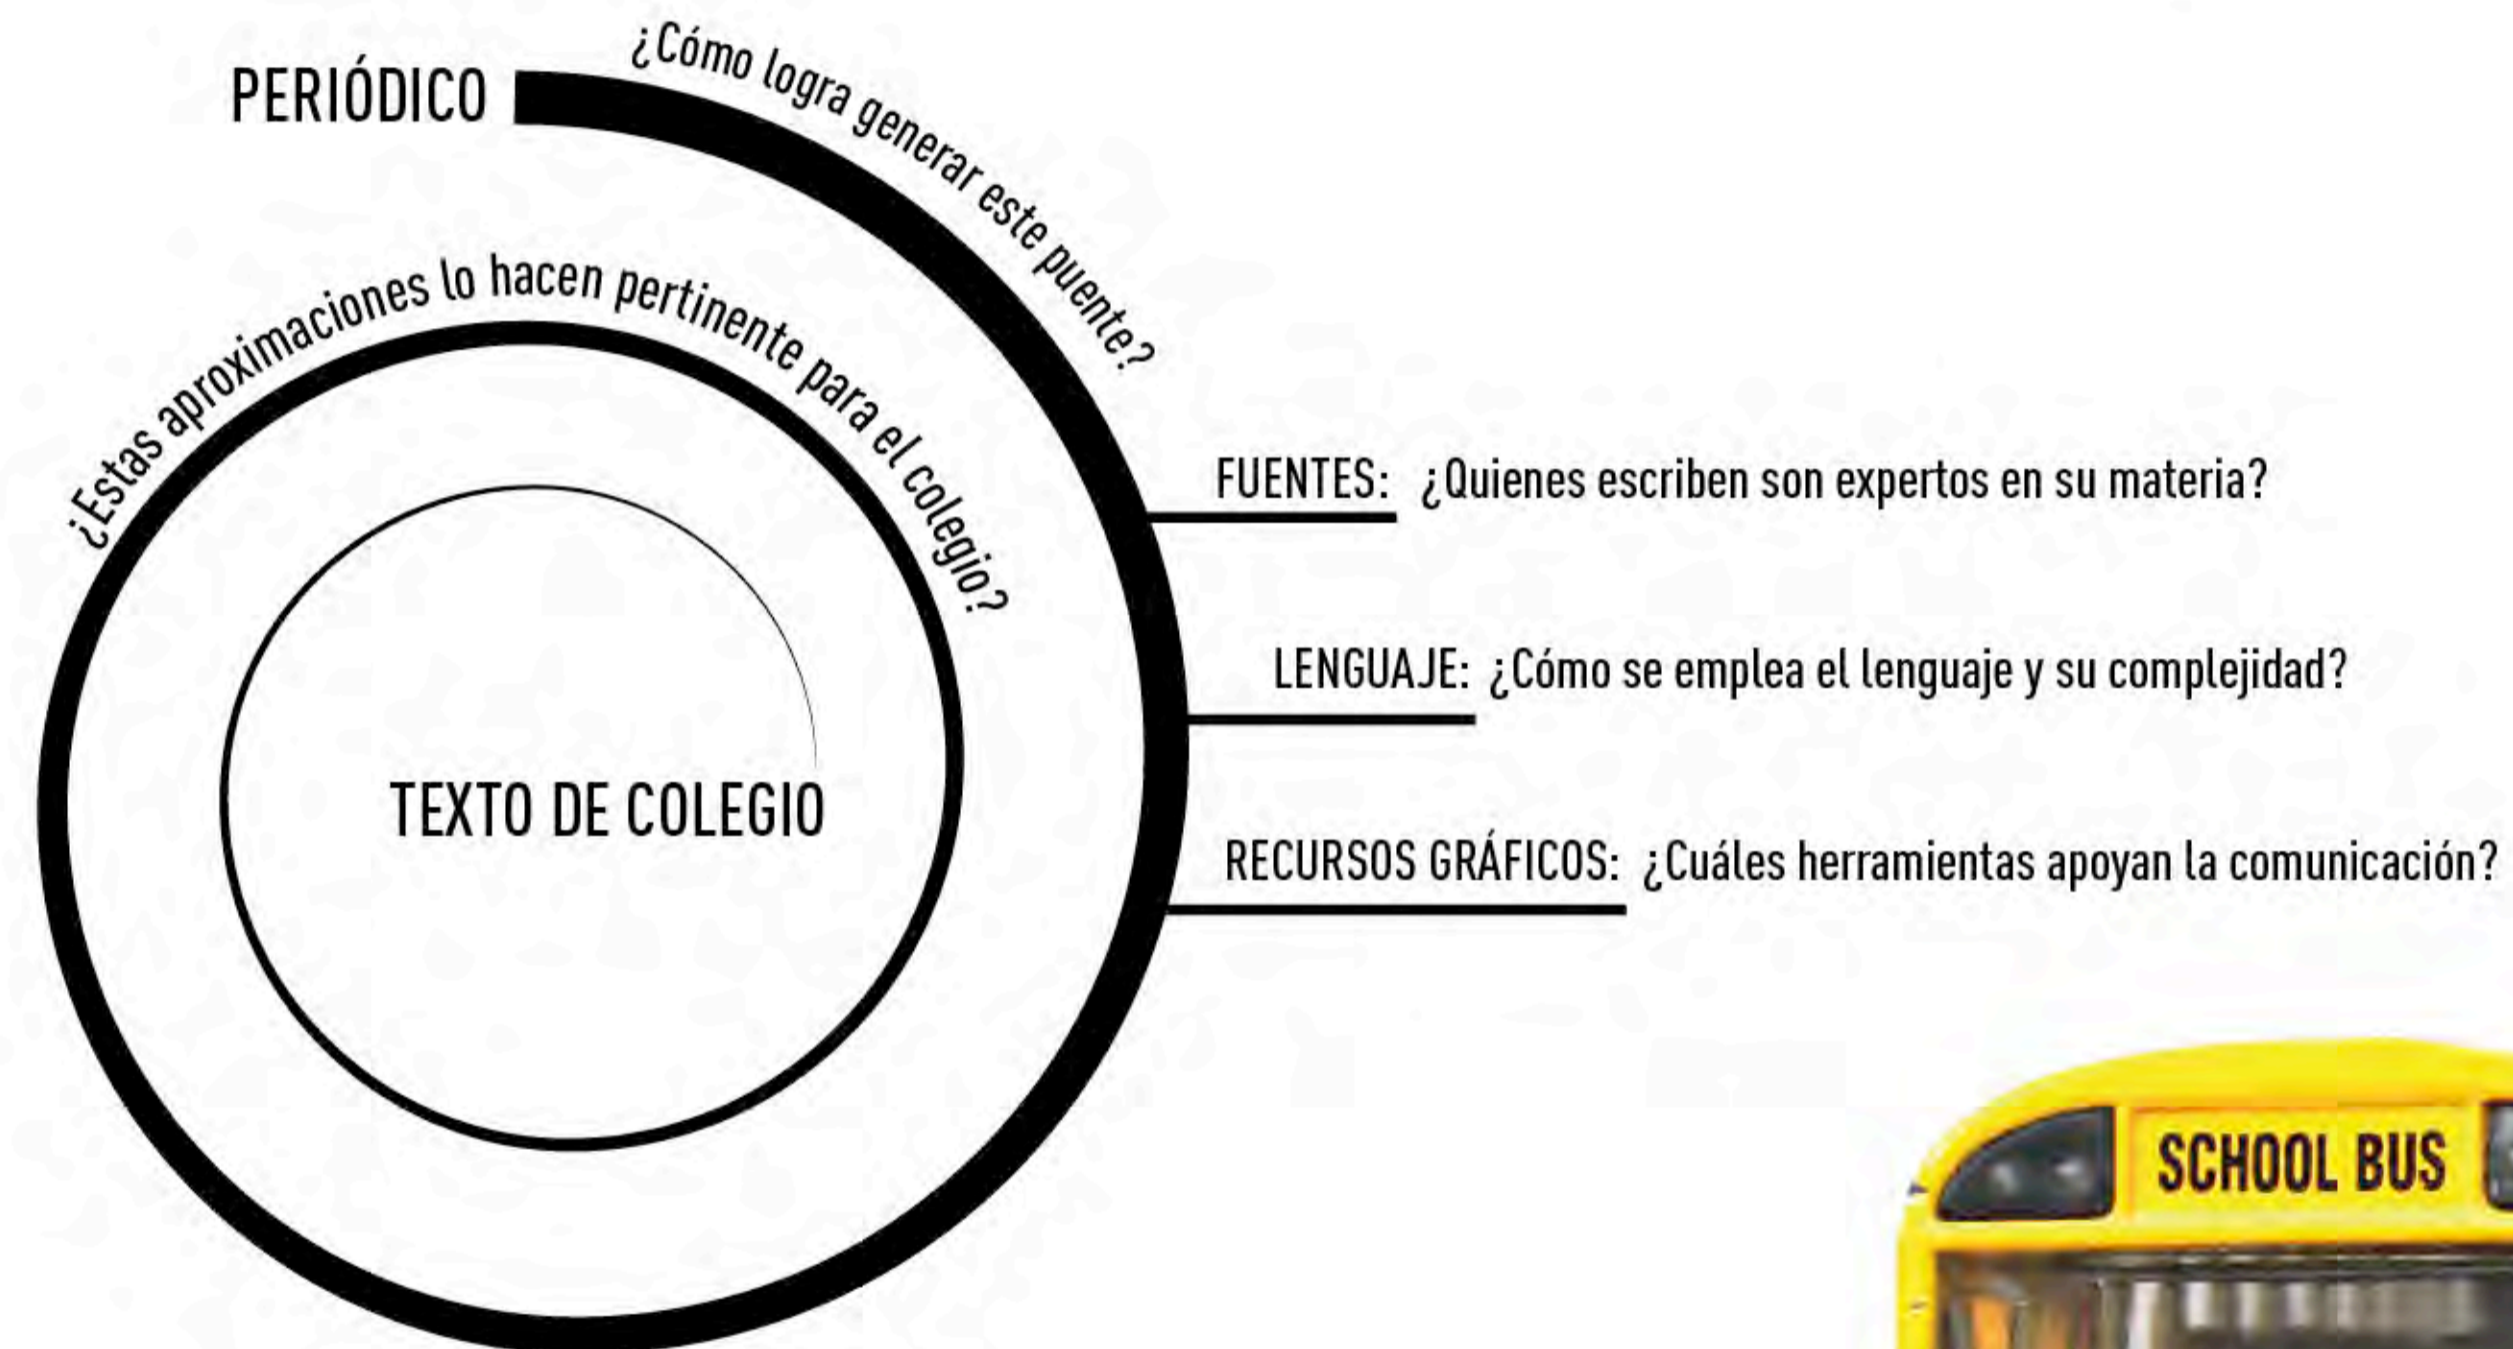 PERIÓDICO
¿Cómo logra generar este puente?
¿Estas aproximaciones lo hacen pertinente para el colegio?
FUENTES: ¿Quienes escriben son expertos en su materia?
LENGUAJE: ¿Cómo se emplea el lenguaje y su complejidad?
TEXTO DE COLEGIO
RECURSOS GRÁFICOS: ¿Cuáles herramientas apoyan la comunicación?
SCHOOL BUS